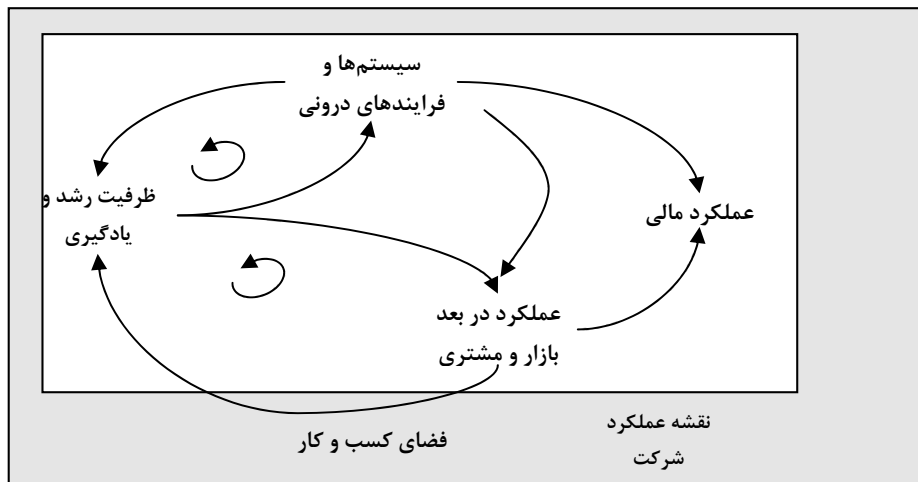 سیستم‌ها و
فرایندهای درونی
ظرفیت رشد و
یادگیری
عملکرد مالی
عملکرد در بعد
بازار و مشتری
نقشه عملکرد
شرکت
فضای کسب و کار